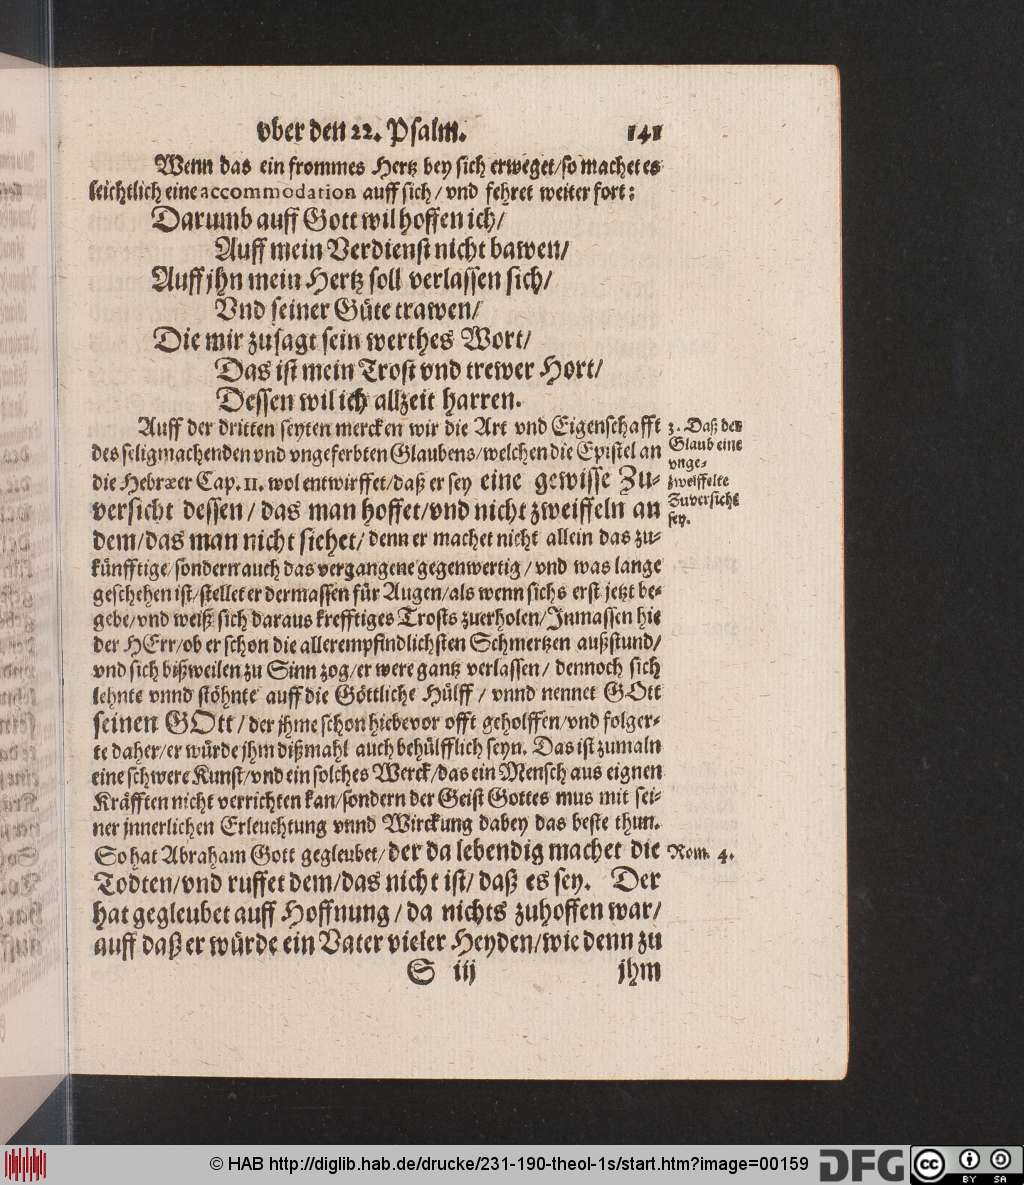 vber den 22. Psalm.
141
Wenn das ein frommes Hertz bey sich erweget/so machet es
leichtlich eine accommodation auff sich/ vnd fehret weiter fort:
Darumb auff Gott wil hoffen ich/
Auff mein Verdienst nicht bawen/
Auff jhn mein Hertz soll verlassen sich/
Vnd seiner Güte trawen/
Die mir zusagt sein werthes Wort/
Das ist mein Trost vnd trewer Hort/
Dessen wil ich allzeit harren.
Auff der dritten seyten mercken wir die Art vnd Eigenschafft
des seligmachenden vnd vngeferbten Glaubens/welchen die Epistel an
die Hebræer Cap. 11. wol entwirffet/daß er sey eine gewisse Zu-
versicht dessen/ das man hoffet/vnd nicht zweiffeln an
dem/das man nicht siehet/ denn er machet nicht allein das zu-
künfftige/sondern auch das vergangene gegenwertig/ vnd was lange
geschehen ist/stellet er dermassen für Augen/als wenn sichs erst jetzt be-
gebe/vnd weiß sich daraus krefftiges Trosts zuerholen/Inmassen hie
der HErr/ob er schon die allerempfindlichsten Schmertzen außstund/
vnd sich bißweilen zu Sinn zog/er were gantz verlassen/ dennoch sich
lehnte vnnd stöhnte auff die Göttliche Hülff/ vnnd nennet GOtt
seinen GOtt/ der jhme schon hiebevor offt geholffen/vnd folger-
te daher/er würde jhm dißmahl auch behülfflich seyn. Das ist zumaln
eine schwere Kunst/vnd ein solches Werck/das ein Mensch aus eignen
Kräfften nicht verrichten kan/sondern der Geist Gottes mus mit sei-
ner jnnerlichen Erleuchtung vnnd Wirckung dabey das beste thun.
So hat Abraham Gott gegleubet/der da lebendig machet die
Todten/vnd ruffet dem/das nicht ist/ daß es sey. Der
hat gegleubet auff Hoffnung/ da nichts zuhoffen war/
auff daß er würde ein Vater vieler Heyden/wie denn zu
S iij
jhm
3. Daß der
Glaub eine
vnge-
zweiffelte
Zuversicht
sey.
Rom. 4.
© HAB http://diglib.hab.de/drucke/231-190-theol-1s/start.htm?image=00159
DFG
cc
BY
SA